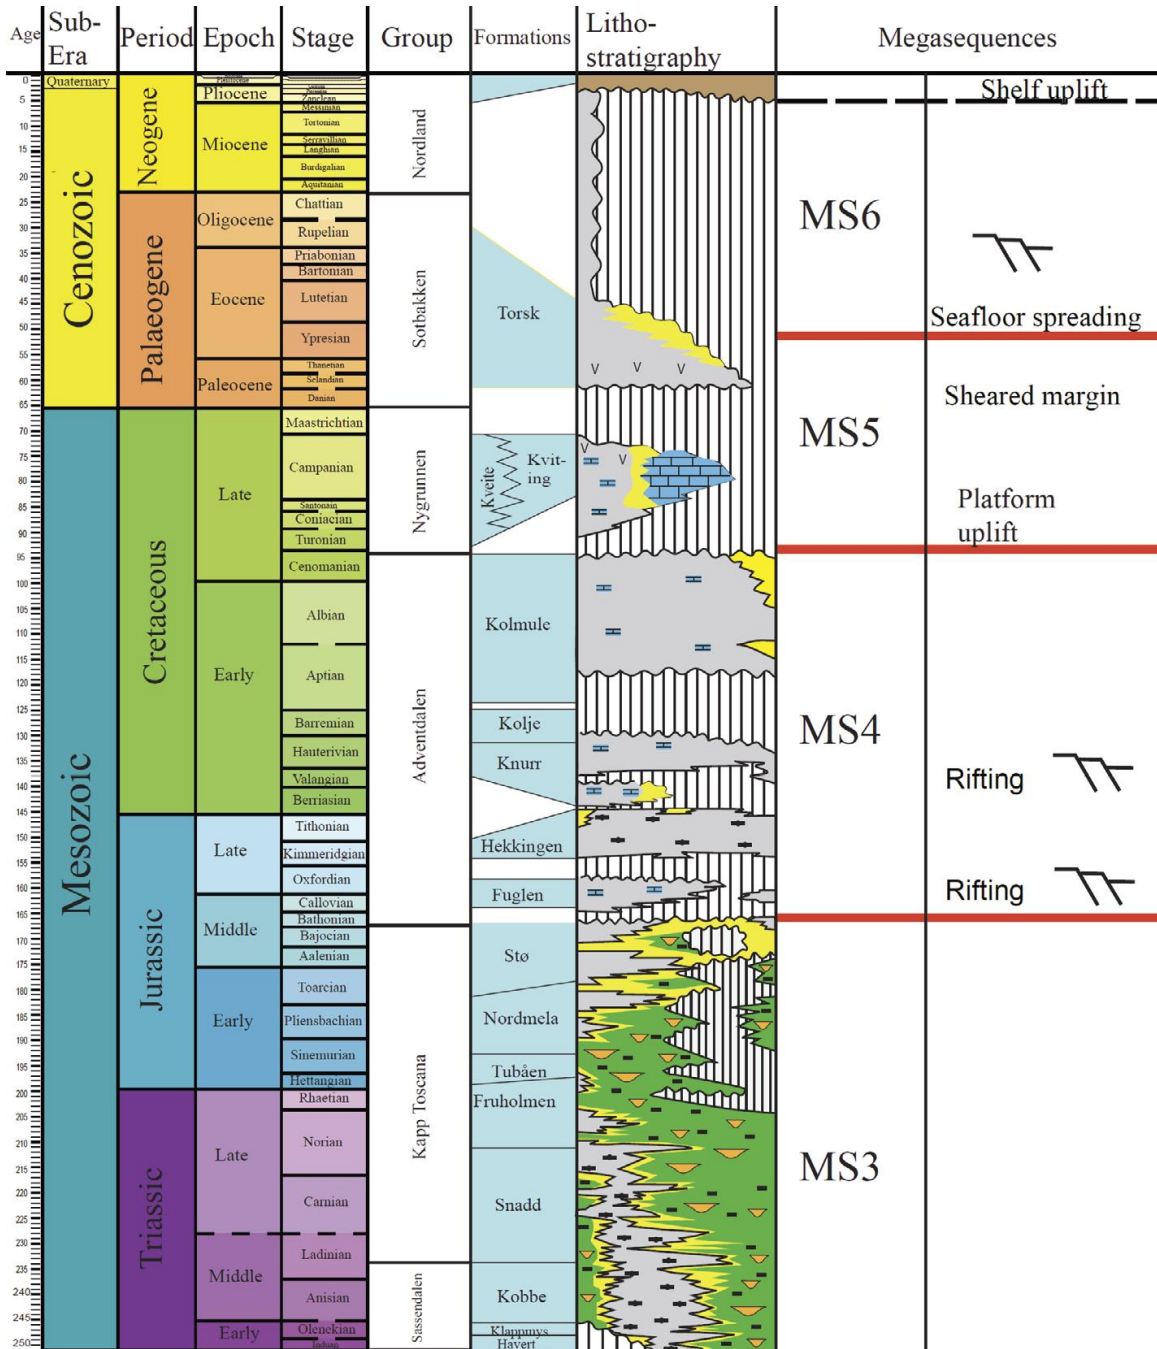 Age
Sub-
Era
Period
Epoch
Stage
Group
Formations
Litho-
stratigraphy
Megasequences
0
5
10
15
20
25
30
35
40
45
50
55
60
65
70
75
80
85
90
95
100
105
110
115
120
125
130
135
140
145
150
155
160
165
170
175
180
185
190
195
200
205
210
215
220
225
230
235
240
245
250
Quaternary
Cenozoic
Mesozoic
Neogene
Palaeogene
Cretaceous
Jurassic
Triassic
Pliocene
Miocene
Oligocene
Eocene
Paleocene
Late
Early
Late
Middle
Early
Late
Middle
Early
Zanclean
Messinian
Tortonian
Serravillian
Langhian
Burdigalian
Aquitanian
Chattian
Rupelian
Priabonian
Bartonian
Lutetian
Ypresian
Thanetian
Selandian
Danian
Maastrichtian
Campanian
Santonain
Coniacian
Turonian
Cenomanian
Albian
Aptian
Barremian
Hauterivian
Valangian
Berriasian
Tithonian
Kimmeridgian
Oxfordian
Callovian
Bathonian
Bajocian
Aalenian
Toarcian
Pliensbachian
Sinemurian
Hettangian
Rhaetian
Norian
Carnian
Ladinian
Anisian
Olenekian
Induan
Nordland
Sotbakken
Nygrunnen
Adventdalen
Kapp Toscana
Sassendalen
Torsk
Kveite
Kvit-
ing
Kolmule
Kolje
Knurr
Hekkingen
Fuglen
Stø
Nordmela
Tubåen
Fruholmen
Snadd
Kobbe
Klappmys
Havert
V V V
V V
MS6
MS5
MS4
MS3
Shelf uplift
Seafloor spreading
Sheared margin
Platform
uplift
Rifting
Rifting